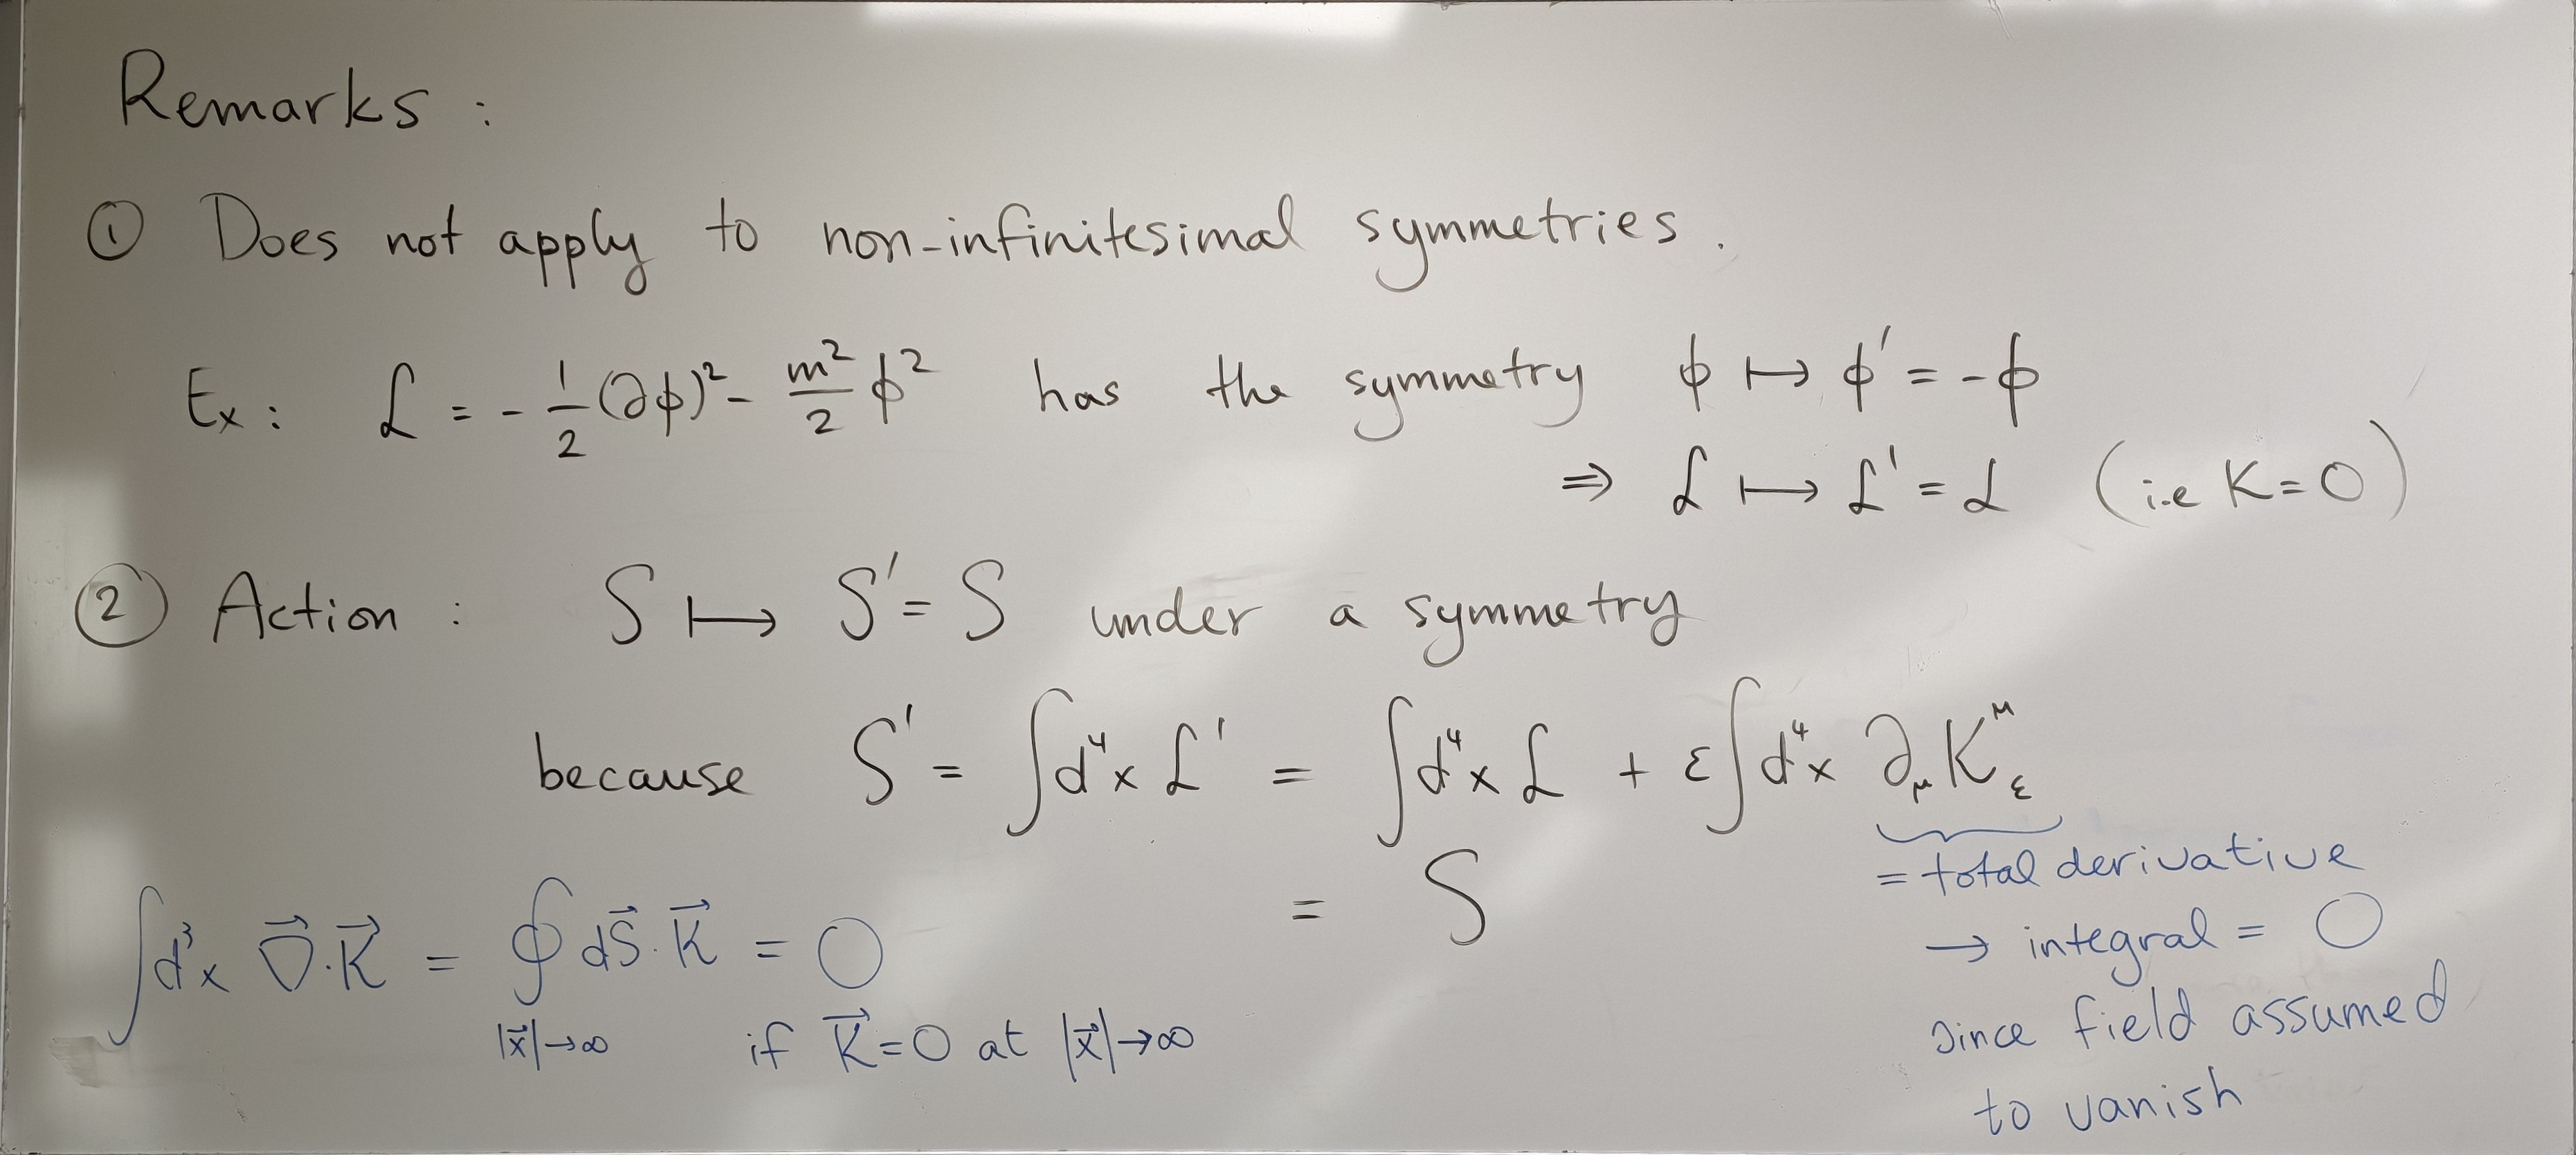 Remarks :
① Does not apply to non-infinitesimal symmetries.
Ex: ℒ = - 1/2 (∂ϕ)² - m²/2 ϕ² has the symmetry ϕ ↦ ϕ' = -ϕ
⇒ ℒ ↦ ℒ' = ℒ (i.e K=0)
② Action : S ↦ S' = S under a symmetry
because S' = ∫d⁴x ℒ' = ∫d⁴x ℒ + ε∫d⁴x ∂_μ K^μ_ε
= S
= total derivative
→ integral = 0
since field assumed
to vanish
∫d³x ∇⃗·K⃗ = ∮ dS⃗·K⃗ = 0
|x⃗|→∞ if K⃗=0 at |x⃗|→∞